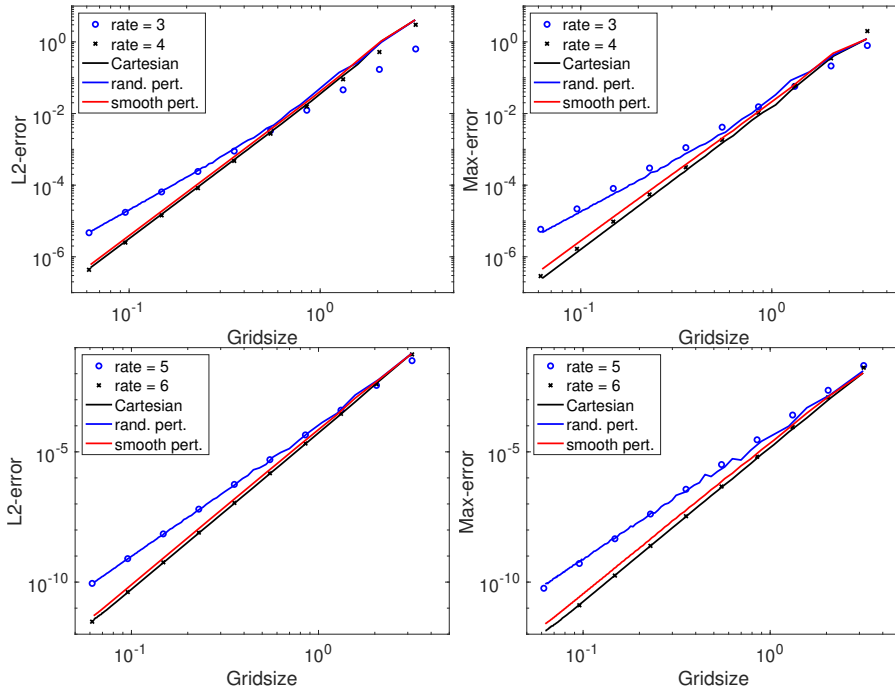 L2-error
10^0
10^-2
10^-4
10^-6
rate = 3
rate = 4
Cartesian
rand. pert.
smooth pert.
10^-1
10^0
Gridsize
Max-error
10^0
10^-2
10^-4
10^-6
rate = 3
rate = 4
Cartesian
rand. pert.
smooth pert.
10^-1
10^0
Gridsize
L2-error
10^-5
10^-10
rate = 5
rate = 6
Cartesian
rand. pert.
smooth pert.
10^-1
10^0
Gridsize
Max-error
10^-5
10^-10
rate = 5
rate = 6
Cartesian
rand. pert.
smooth pert.
10^-1
10^0
Gridsize